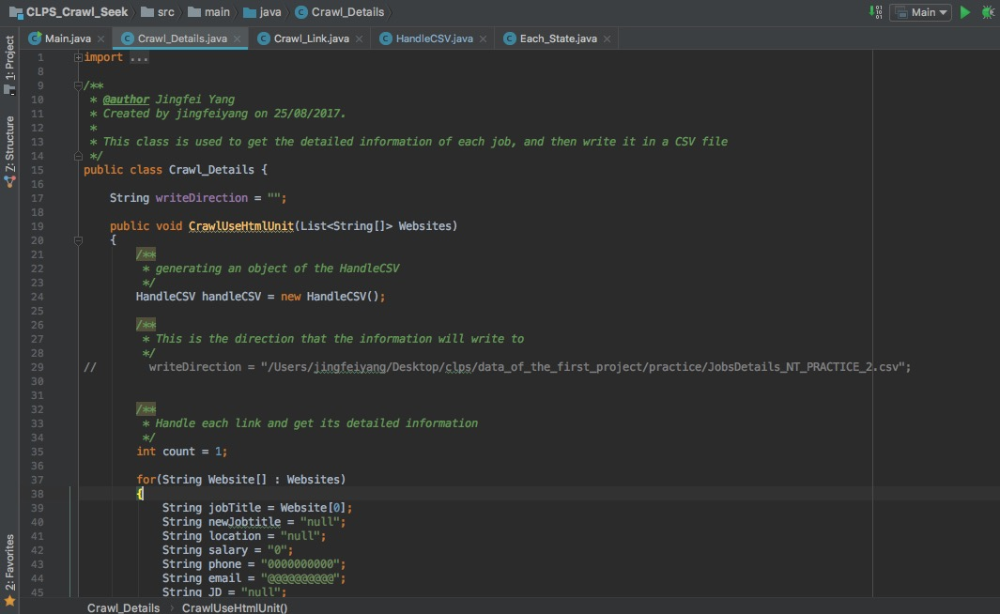 CLPS_Crawl_Seek src main java Crawl_Details Main
Main.java Crawl_Details.java Crawl_Link.java HandleCSV.java Each_State.java
1: Project
7: Structure
2: Favorites
1 import ...
8
9 /**
10 * @author Jingfei Yang
11 * Created by jingfeiyang on 25/08/2017.
12 *
13 * This class is used to get the detailed information of each job, and then write it in a CSV file
14 */
15 public class Crawl_Details {
16
17 String writeDirection = "";
18
19 public void CrawlUseHtmlUnit(List<String[]> Websites)
20 {
21 /**
22 * generating an object of the HandleCSV
23 */
24 HandleCSV handleCSV = new HandleCSV();
25
26 /**
27 * This is the direction that the information will write to
28 */
29 // writeDirection = "/Users/jingfeiyang/Desktop/clps/data_of_the_first_project/practice/JobsDetails_NT_PRACTICE_2.csv";
30
31
32 /**
33 * Handle each link and get its detailed information
34 */
35 int count = 1;
36
37 for(String Website[] : Websites)
38 {
39 String jobTitle = Website[0];
40 String newJobtitle = "null";
41 String location = "null";
42 String salary = "0";
43 String phone = "0000000000";
44 String email = "@@@@@@@@@@";
45 String JD = "null";
Crawl_Details CrawlUseHtmlUnit()